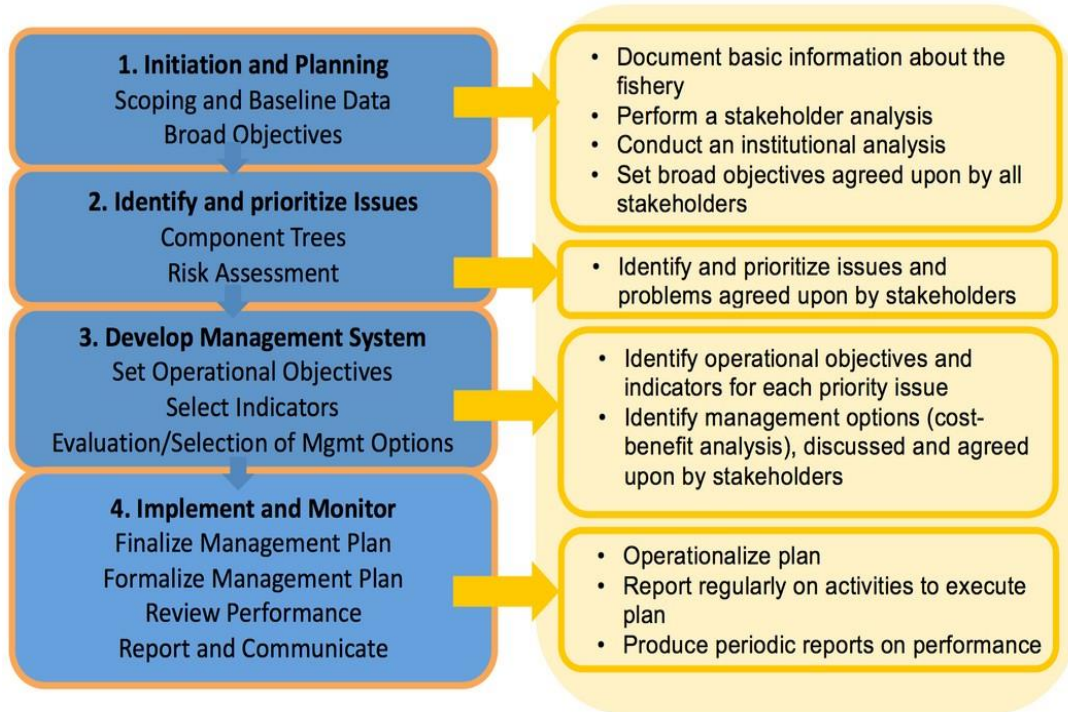 1. Initiation and Planning
Scoping and Baseline Data
Broad Objectives
• Document basic information about the
fishery
• Perform a stakeholder analysis
• Conduct an institutional analysis
• Set broad objectives agreed upon by all
stakeholders
2. Identify and prioritize Issues
Component Trees
Risk Assessment
• Identify and prioritize issues and
problems agreed upon by stakeholders
3. Develop Management System
Set Operational Objectives
Select Indicators
Evaluation/Selection of Mgmt Options
• Identify operational objectives and
indicators for each priority issue
• Identify management options (cost-
benefit analysis), discussed and agreed
upon by stakeholders
4. Implement and Monitor
Finalize Management Plan
Formalize Management Plan
Review Performance
Report and Communicate
• Operationalize plan
• Report regularly on activities to execute
plan
• Produce periodic reports on performance